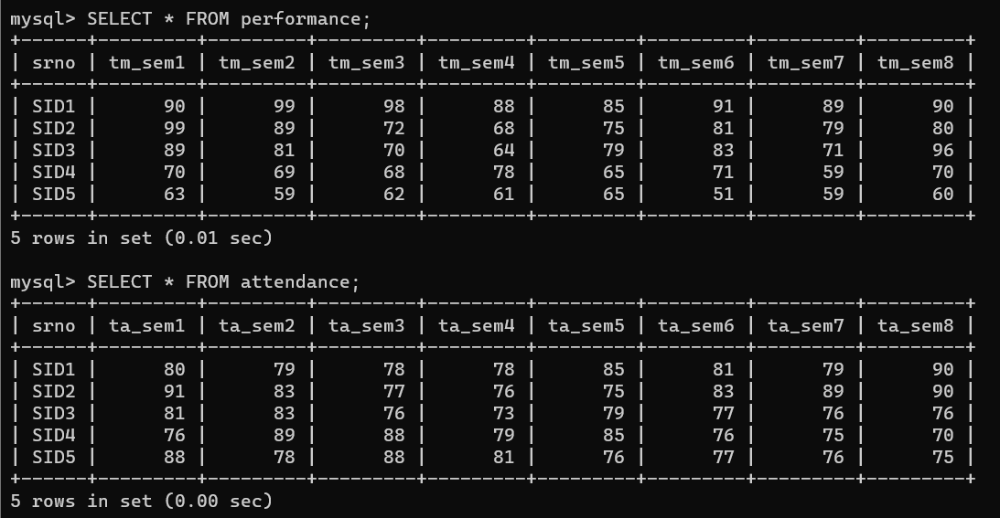 mysql> SELECT * FROM performance;
+------+---------+---------+---------+---------+---------+---------+---------+---------+
| srno | tm_sem1 | tm_sem2 | tm_sem3 | tm_sem4 | tm_sem5 | tm_sem6 | tm_sem7 | tm_sem8 |
+------+---------+---------+---------+---------+---------+---------+---------+---------+
| SID1 |      90 |      99 |      98 |      88 |      85 |      91 |      89 |      90 |
| SID2 |      99 |      89 |      72 |      68 |      75 |      81 |      79 |      80 |
| SID3 |      89 |      81 |      70 |      64 |      79 |      83 |      71 |      96 |
| SID4 |      70 |      69 |      68 |      78 |      65 |      71 |      59 |      70 |
| SID5 |      63 |      59 |      62 |      61 |      65 |      51 |      59 |      60 |
+------+---------+---------+---------+---------+---------+---------+---------+---------+
5 rows in set (0.01 sec)

mysql> SELECT * FROM attendance;
+------+---------+---------+---------+---------+---------+---------+---------+---------+
| srno | ta_sem1 | ta_sem2 | ta_sem3 | ta_sem4 | ta_sem5 | ta_sem6 | ta_sem7 | ta_sem8 |
+------+---------+---------+---------+---------+---------+---------+---------+---------+
| SID1 |      80 |      79 |      78 |      78 |      85 |      81 |      79 |      90 |
| SID2 |      91 |      83 |      77 |      76 |      75 |      83 |      89 |      90 |
| SID3 |      81 |      83 |      76 |      73 |      79 |      77 |      76 |      76 |
| SID4 |      76 |      89 |      88 |      79 |      85 |      76 |      75 |      70 |
| SID5 |      88 |      78 |      88 |      81 |      76 |      77 |      76 |      75 |
+------+---------+---------+---------+---------+---------+---------+---------+---------+
5 rows in set (0.00 sec)